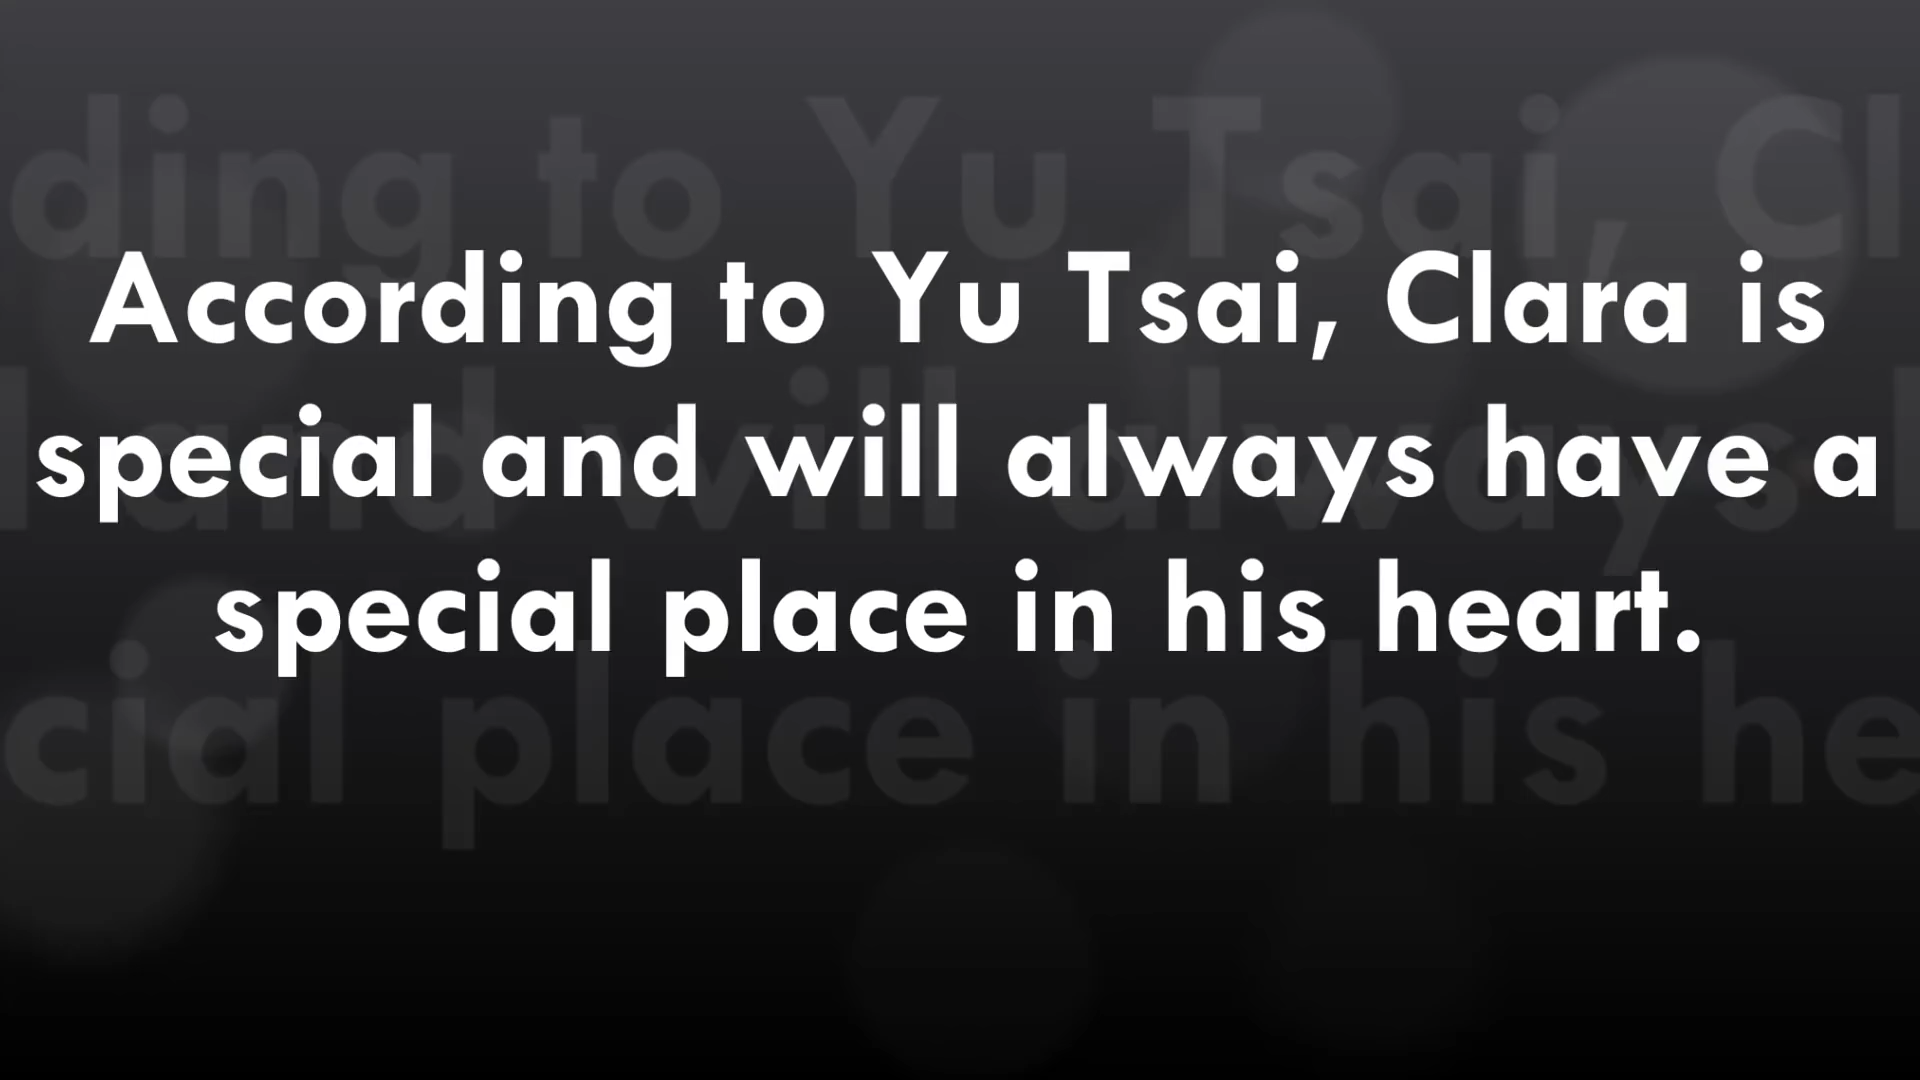 According to Yu Tsai, Clara is
special and will always have a
special place in his heart.